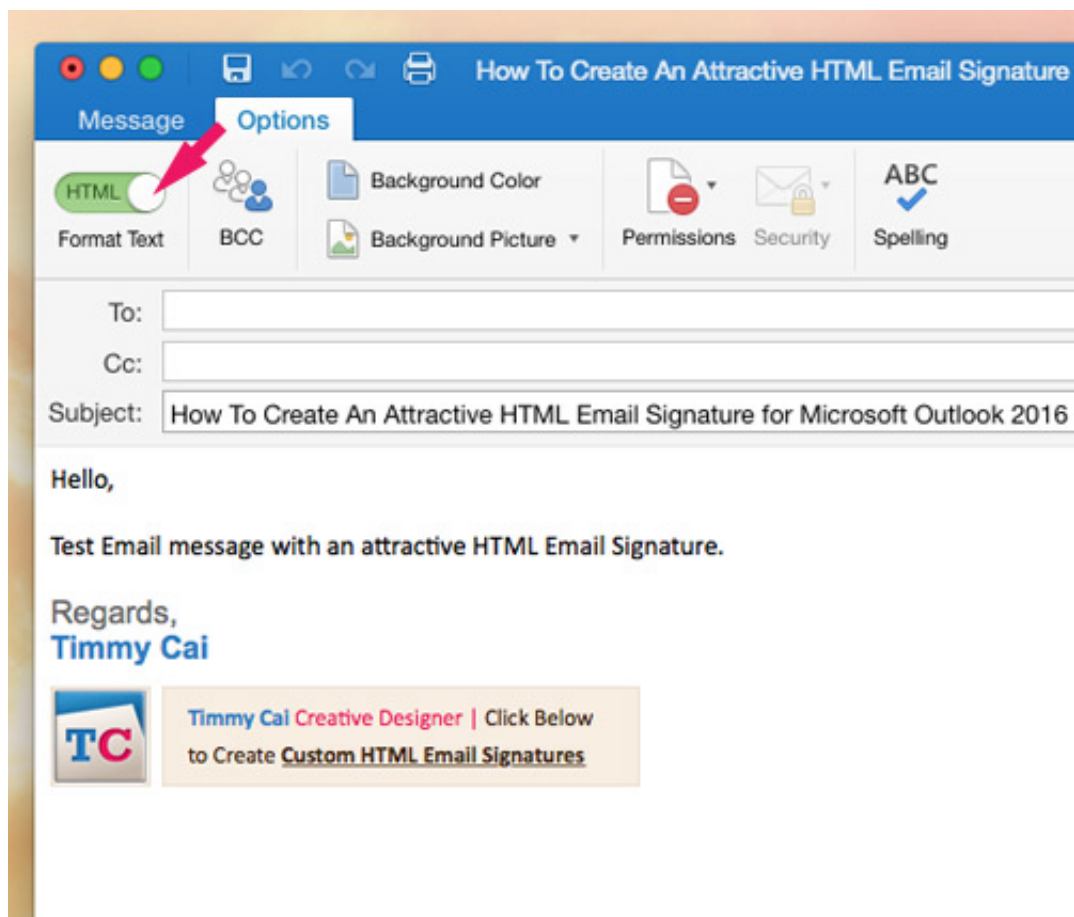 How To Create An Attractive HTML Email Signature
Message Options
HTML
Format Text
BCC
Background Color
Background Picture
Permissions
Security
ABC
Spelling
To:
Cc:
Subject: How To Create An Attractive HTML Email Signature for Microsoft Outlook 2016
Hello,
Test Email message with an attractive HTML Email Signature.
Regards,
Timmy Cai
TC
Timmy Cai Creative Designer | Click Below
to Create Custom HTML Email Signatures